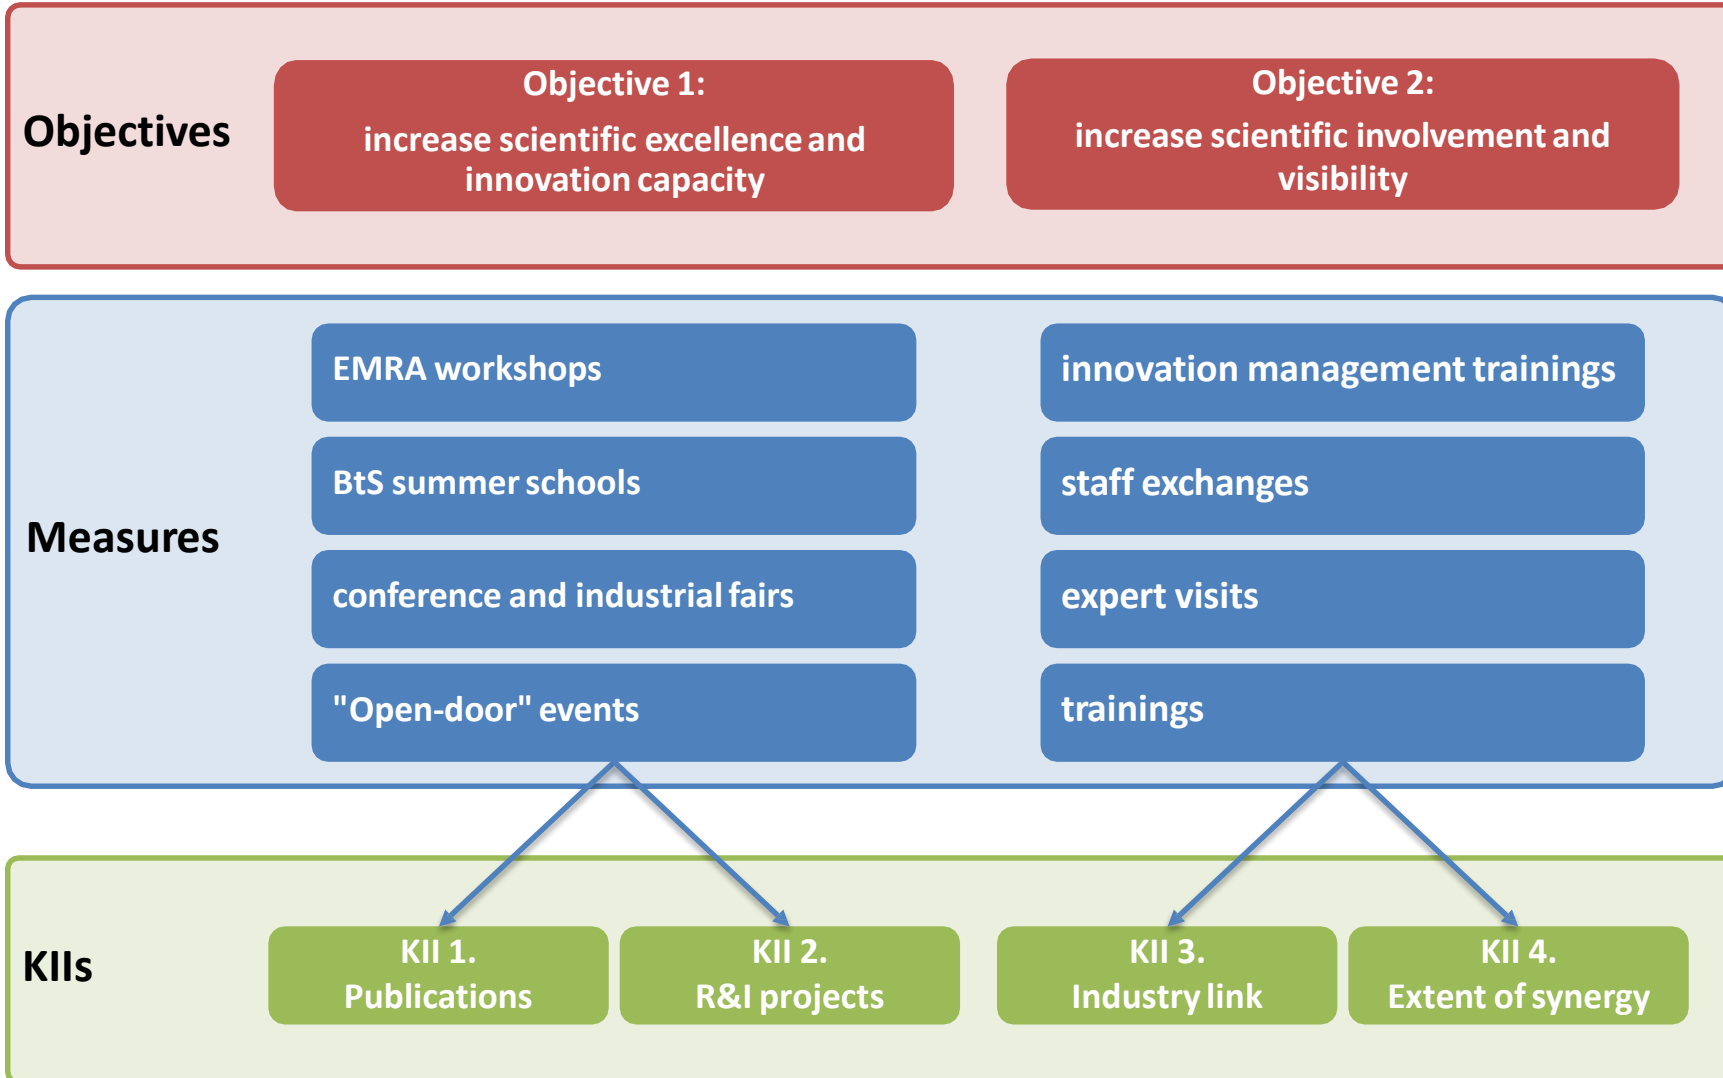 Objectives
Objective 1:
increase scientific excellence and
innovation capacity
Objective 2:
increase scientific involvement and
visibility
Measures
EMRA workshops
BtS summer schools
conference and industrial fairs
"Open-door" events
innovation management trainings
staff exchanges
expert visits
trainings
KIIs
KII 1.
Publications
KII 2.
R&I projects
KII 3.
Industry link
KII 4.
Extent of synergy